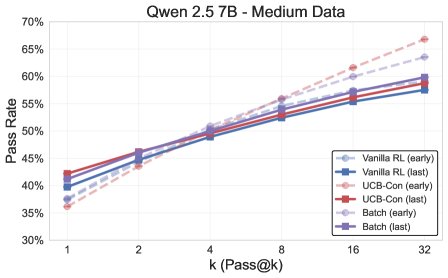 Qwen 2.5 7B - Medium Data
70%
65%
60%
55%
50%
45%
40%
35%
30%
Pass Rate
1 2 4 8 16 32
k (Pass@k)
Vanilla RL (early)
Vanilla RL (last)
UCB-Con (early)
UCB-Con (last)
Batch (early)
Batch (last)